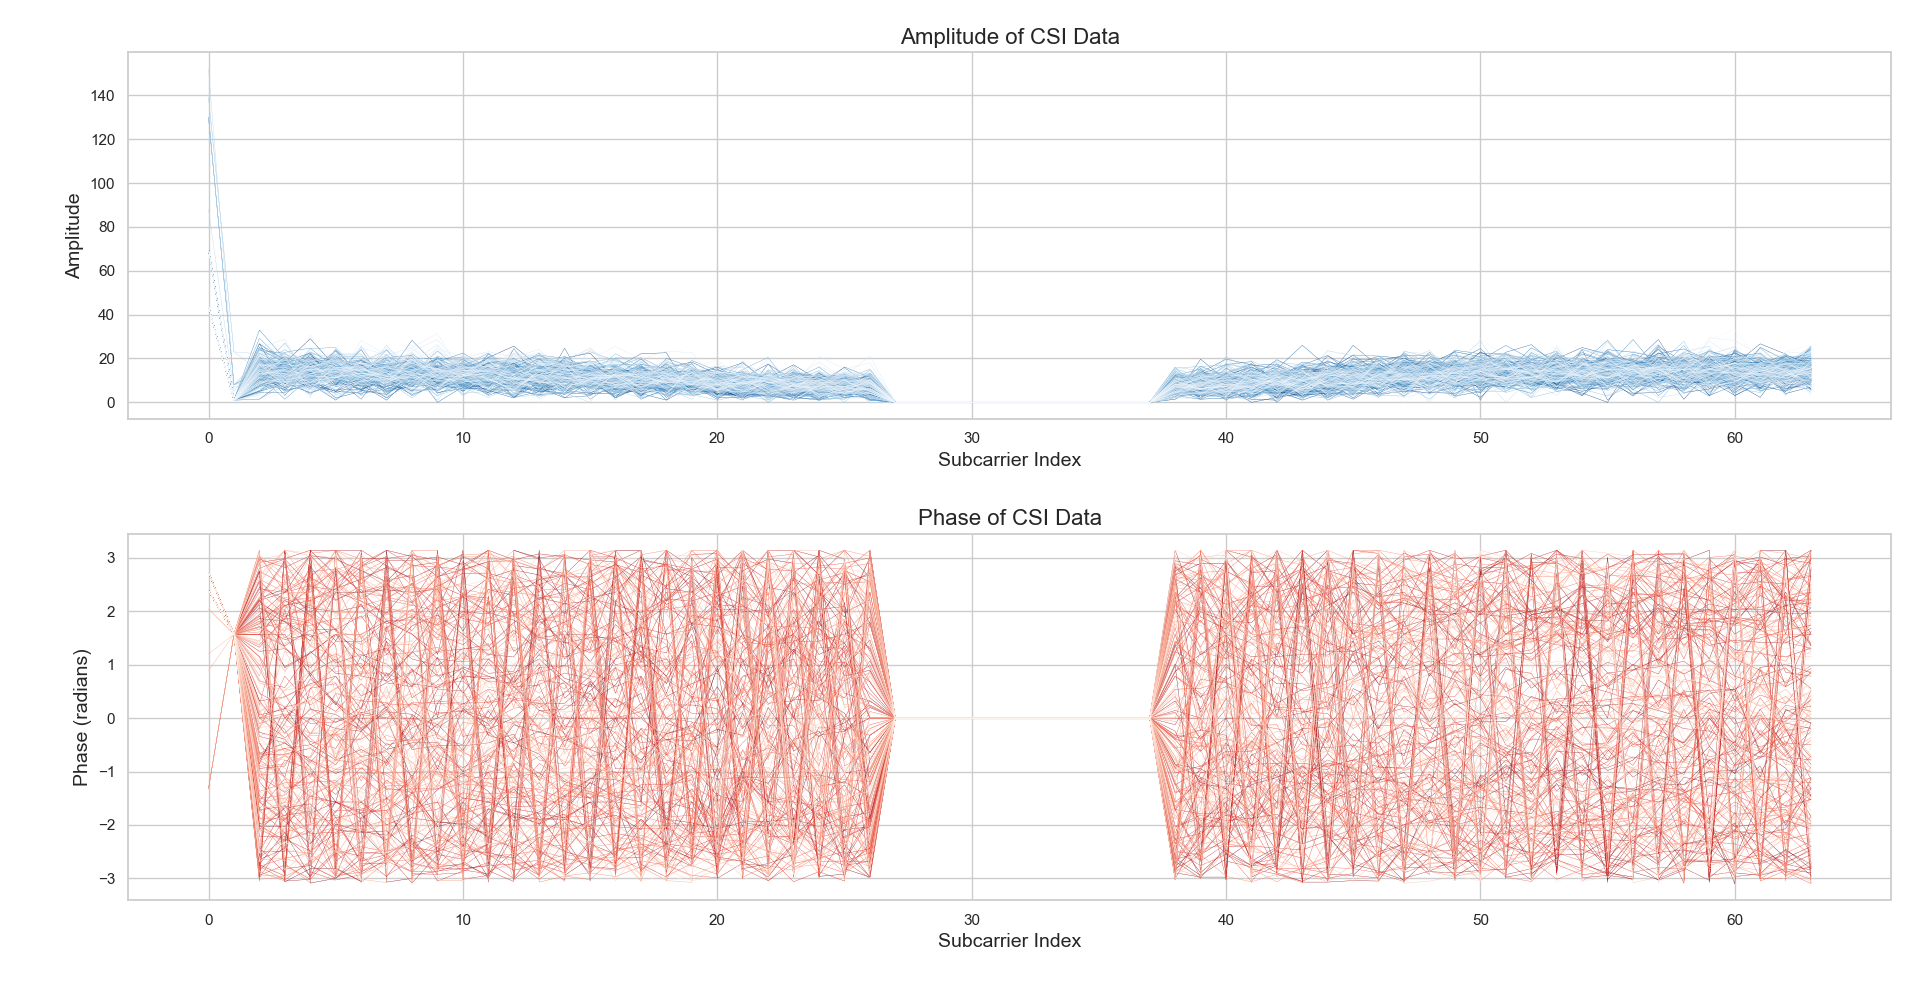 Amplitude of CSI Data
Amplitude
140
120
100
80
60
40
20
0
0 10 20 30 40 50 60
Subcarrier Index
Phase of CSI Data
Phase (radians)
3
2
1
0
−1
−2
−3
0 10 20 30 40 50 60
Subcarrier Index